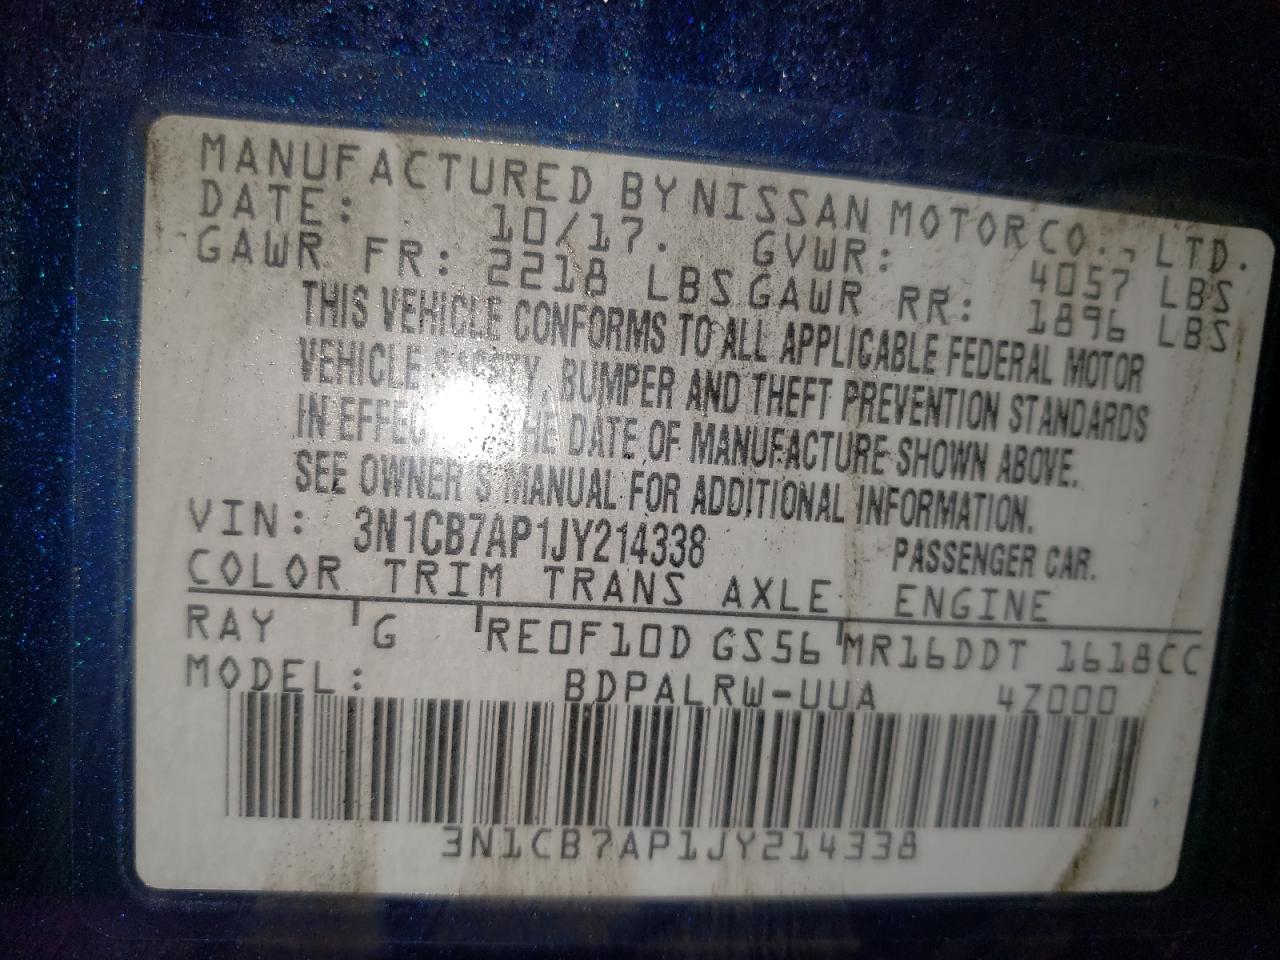 MANUFACTURED BY NISSAN MOTOR CO., LTD.
DATE: 10/17. GVWR: 4057 LBS
GAWR FR: 2218 LBS GAWR RR: 1896 LBS
THIS VEHICLE CONFORMS TO ALL APPLICABLE FEDERAL MOTOR
VEHICLE BUMPER AND THEFT PREVENTION STANDARDS
IN THE DATE OF MANUFACTURE SHOWN ABOVE.
SEE OWNER'S MANUAL FOR ADDITIONAL INFORMATION.
VIN: 3N1CB7AP1JY214338 PASSENGER CAR.
COLOR TRIM TRANS AXLE ENGINE
RAY G RE0F10D GS56 MR16DDT 1618CC
MODEL: BDPALRW-UUA 4Z000
3N1CB7AP1JY214338